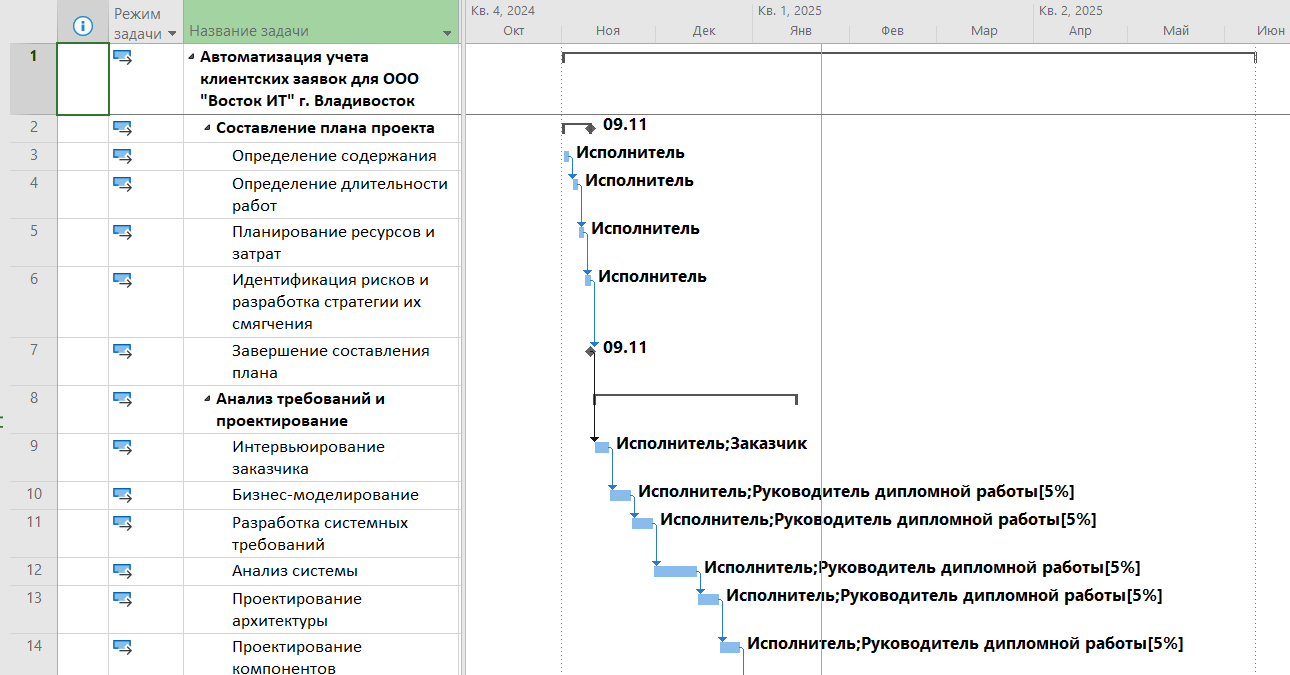 Режим задачи
Название задачи
Кв. 4, 2024
Кв. 1, 2025
Кв. 2, 2025
Окт
Ноя
Дек
Янв
Фев
Мар
Апр
Май
Июн
1
Автоматизация учета
клиентских заявок для ООО
"Восток ИТ" г. Владивосток
2
Составление плана проекта
09.11
3
Определение содержания
Исполнитель
4
Определение длительности
работ
Исполнитель
5
Планирование ресурсов и
затрат
Исполнитель
6
Идентификация рисков и
разработка стратегии их
смягчения
Исполнитель
7
Завершение составления
плана
09.11
8
Анализ требований и
проектирование
9
Интервьюирование
заказчика
Исполнитель;Заказчик
10
Бизнес-моделирование
Исполнитель;Руководитель дипломной работы[5%]
11
Разработка системных
требований
Исполнитель;Руководитель дипломной работы[5%]
12
Анализ системы
Исполнитель;Руководитель дипломной работы[5%]
13
Проектирование
архитектуры
Исполнитель;Руководитель дипломной работы[5%]
14
Проектирование
компонентов
Исполнитель;Руководитель дипломной работы[5%]